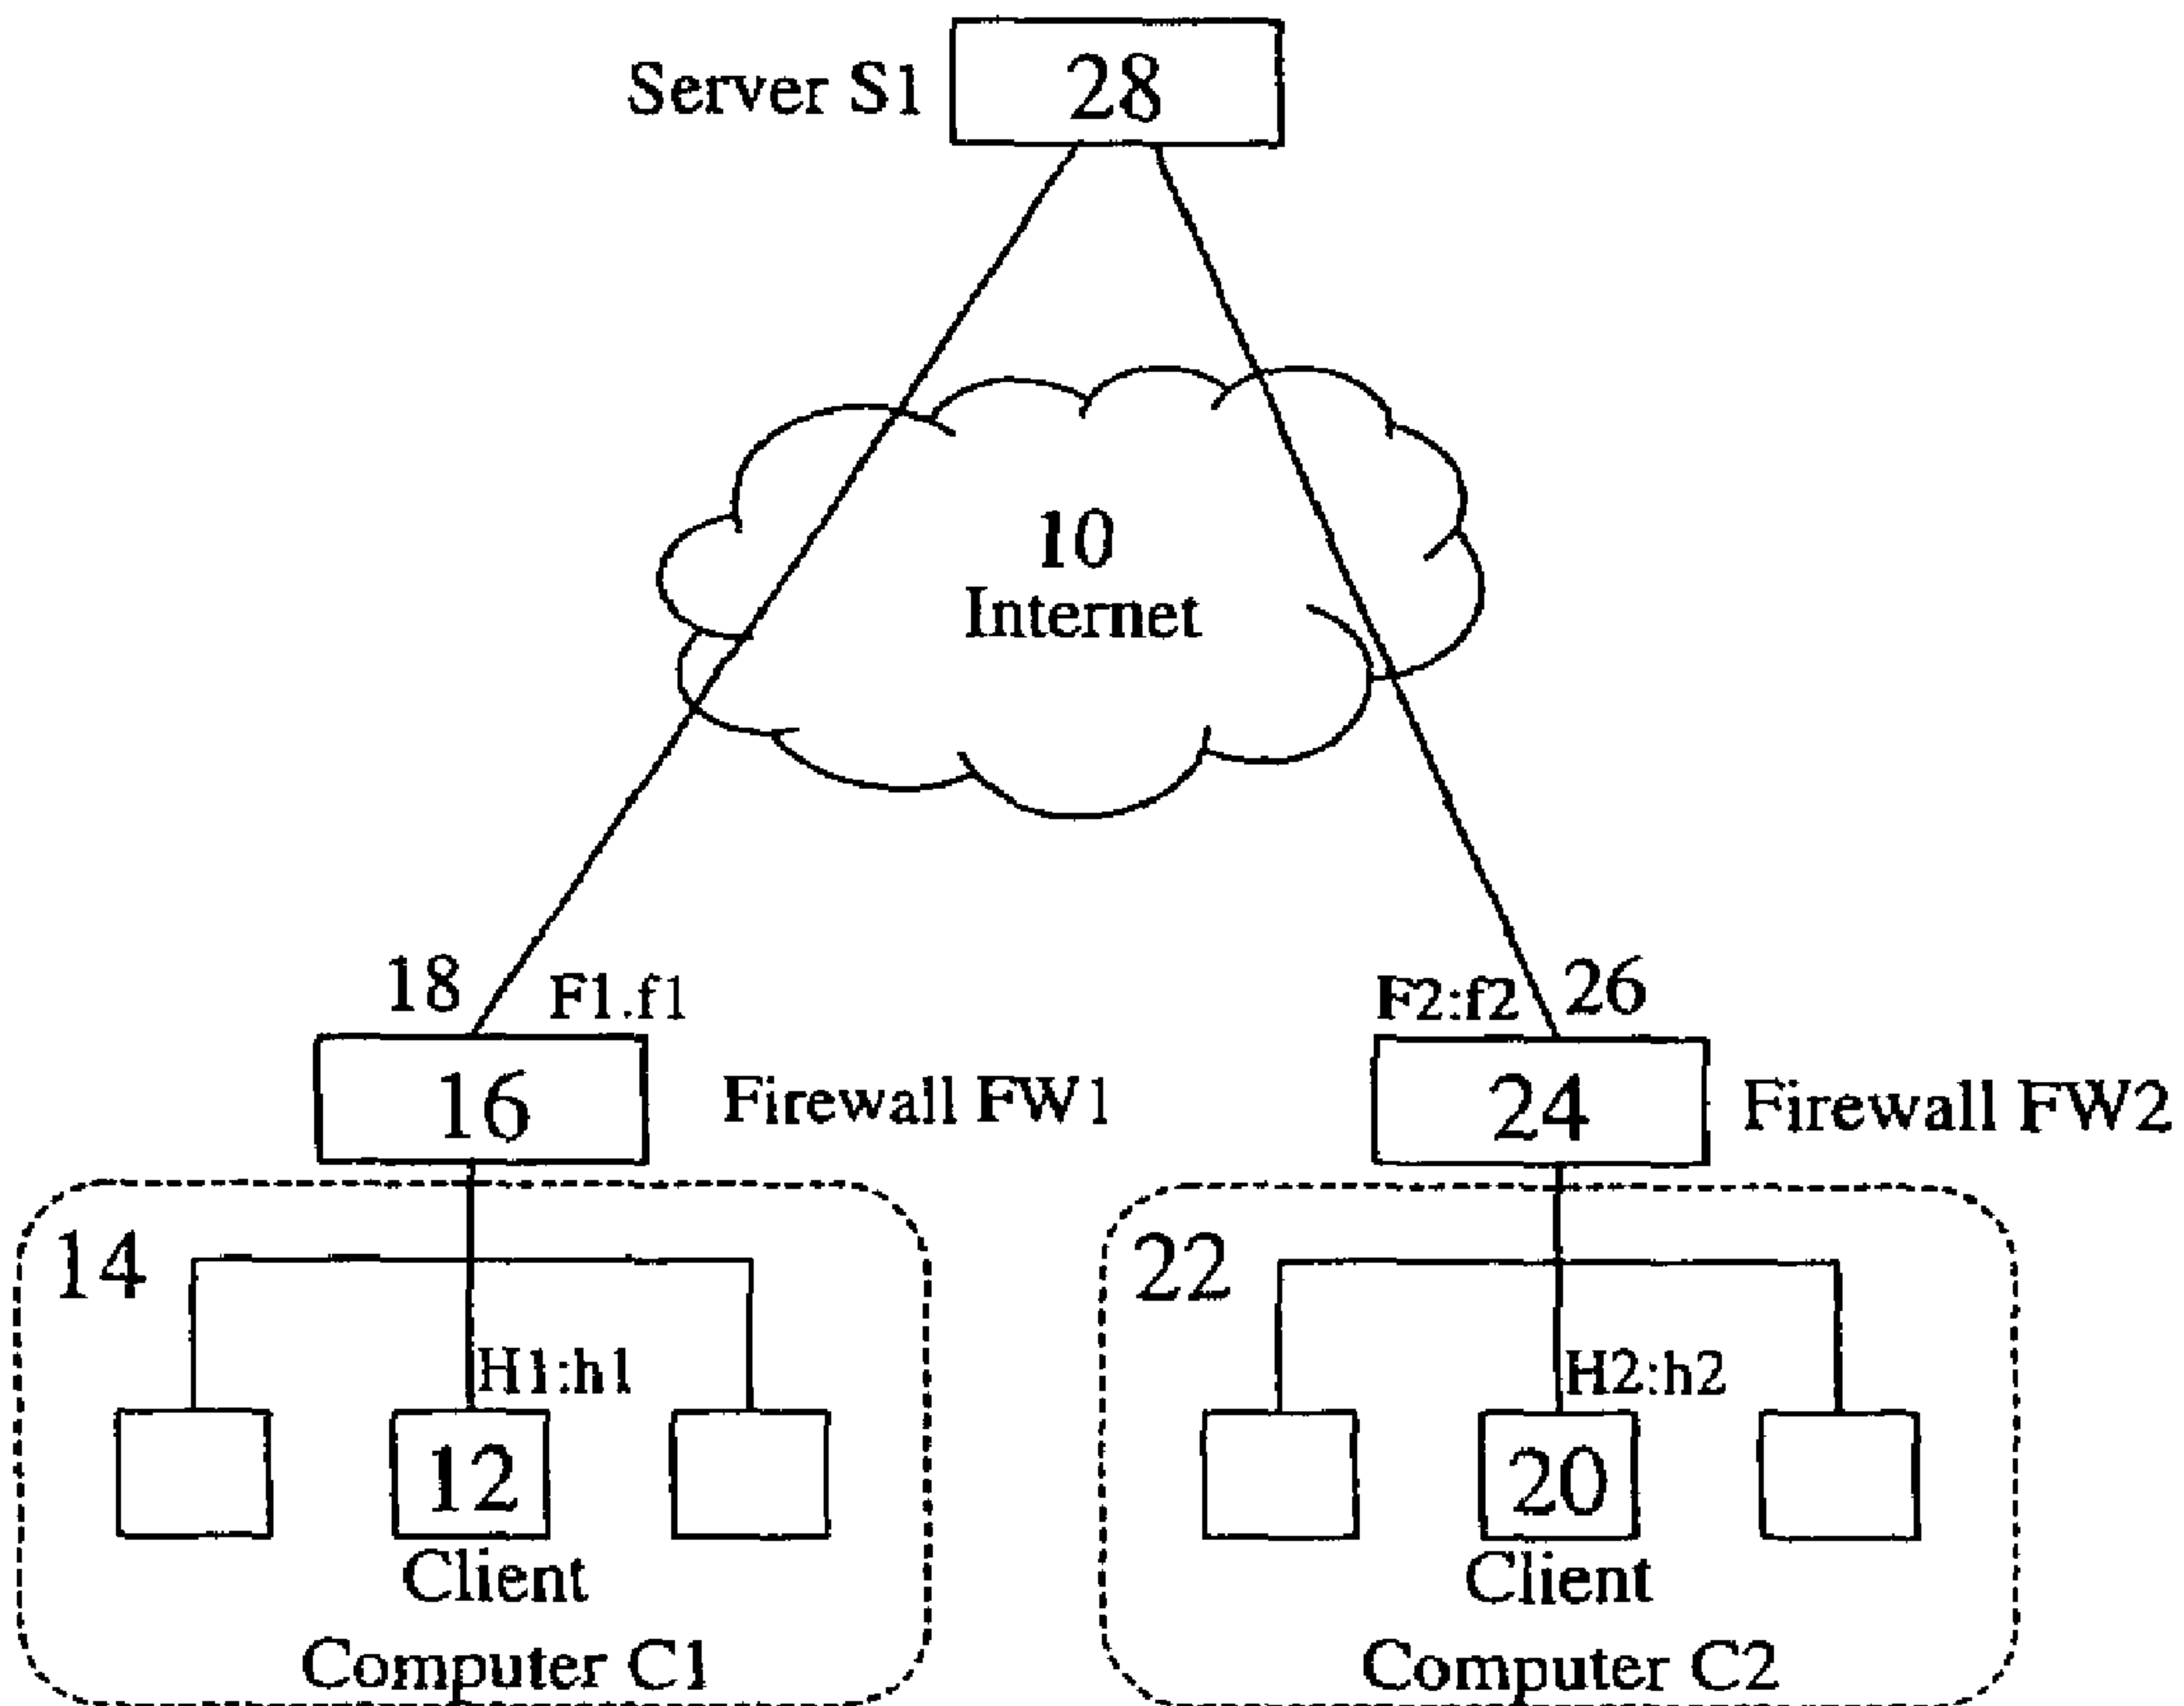 Server S1
28
10
Internet
18
F1.f1
F2:f2
26
16
Firewall FW1
24
Firewall FW2
14
22
H1:h1
H2:h2
12
20
Client
Client
Computer C1
Computer C2